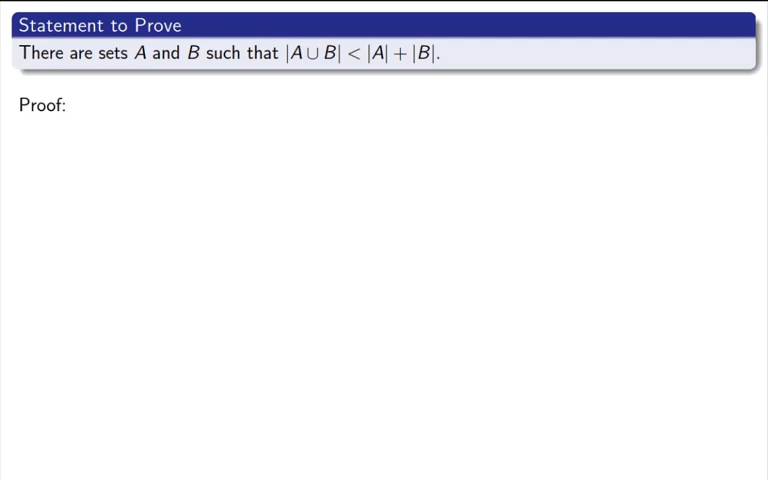 Statement to Prove
There are sets A and B such that |A ∪ B| < |A| + |B|.
Proof: